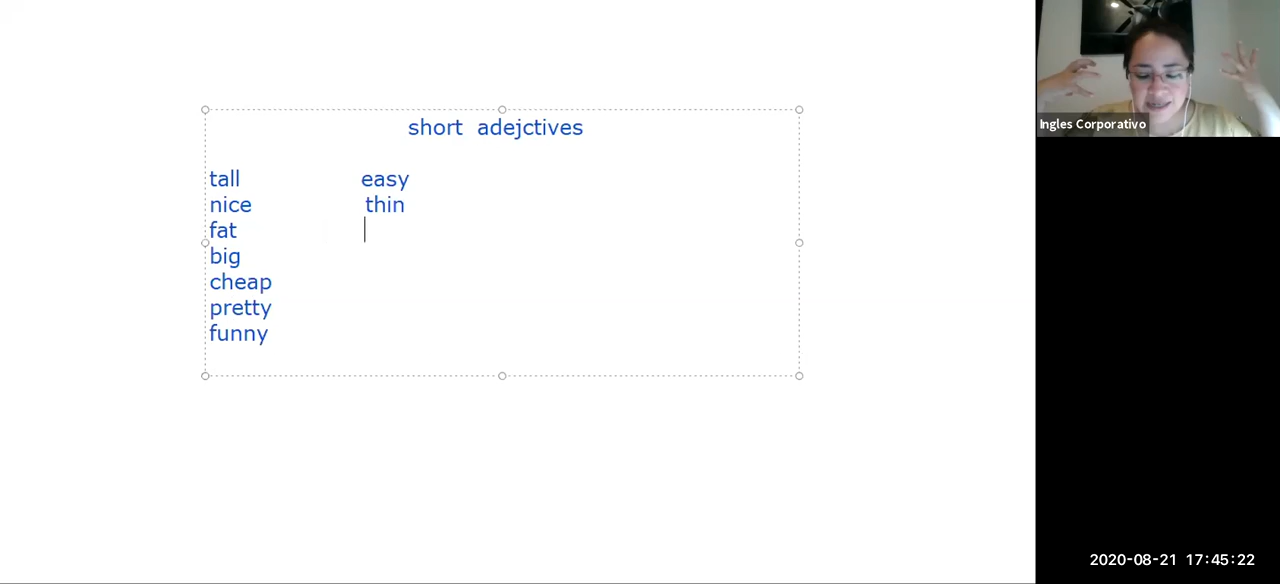 short adejctives
tall easy
nice thin
fat
big
cheap
pretty
funny
Ingles Corporativo
2020-08-21 17:45:22